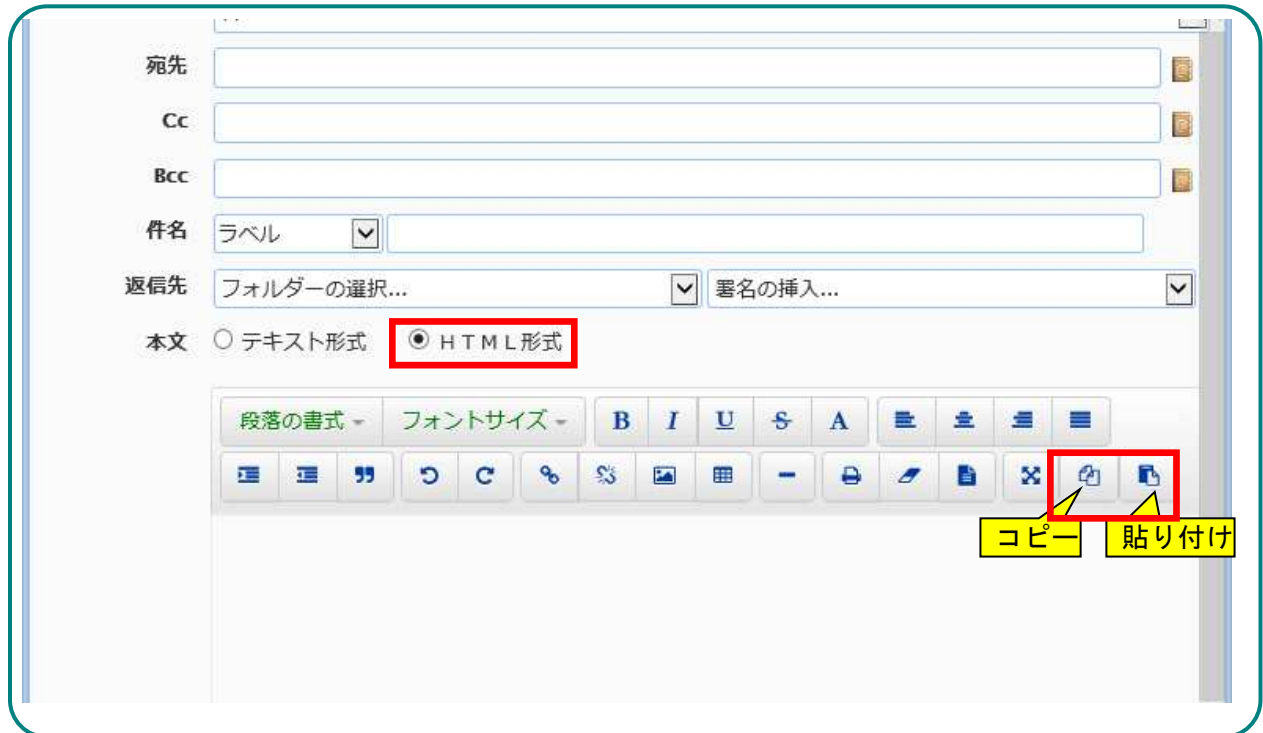 宛先
Cc
Bcc
件名 ラベル
返信先 フォルダーの選択... 署名の挿入...
本文 テキスト形式 ＨＴＭＬ形式
段落の書式 フォントサイズ B I U S A
コピー 貼り付け